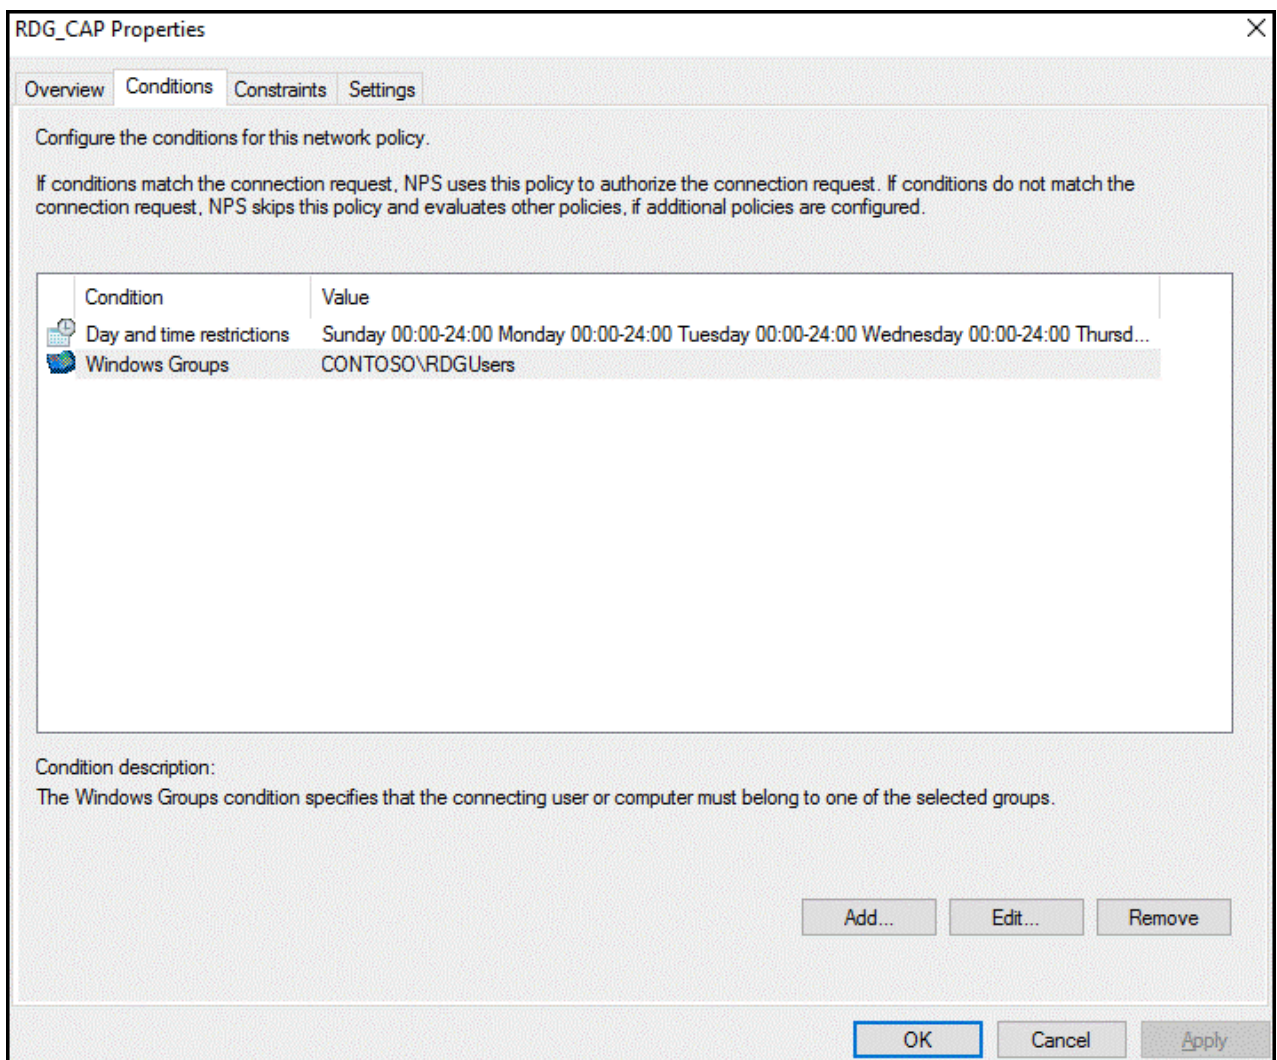 RDG_CAP Properties
Overview Conditions Constraints Settings
Configure the conditions for this network policy.
If conditions match the connection request, NPS uses this policy to authorize the connection request. If conditions do not match the
connection request, NPS skips this policy and evaluates other policies, if additional policies are configured.
Condition Value
Day and time restrictions Sunday 00:00-24:00 Monday 00:00-24:00 Tuesday 00:00-24:00 Wednesday 00:00-24:00 Thursd...
Windows Groups CONTOSO\RDGUsers
Condition description:
The Windows Groups condition specifies that the connecting user or computer must belong to one of the selected groups.
Add... Edit... Remove
OK Cancel Apply